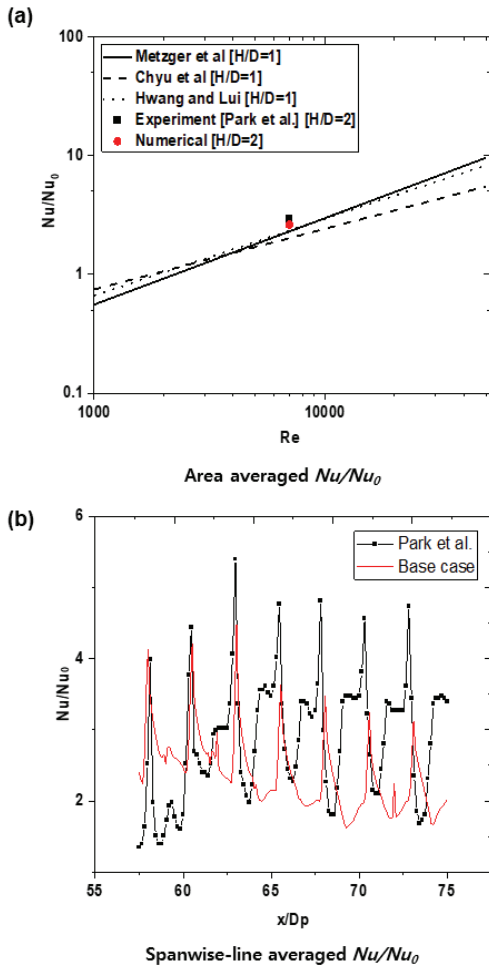 (a)
100
10
1
0.1
Nu/Nu₀
Metzger et al [H/D=1]
Chyu et al [H/D=1]
Hwang and Lui [H/D=1]
Experiment [Park et al.] [H/D=2]
Numerical [H/D=2]
1000
10000
Re
Area averaged Nu/Nu₀
(b)
6
4
2
Nu/Nu₀
Park et al.
Base case
55
60
65
70
75
x/Dp
Spanwise-line averaged Nu/Nu₀